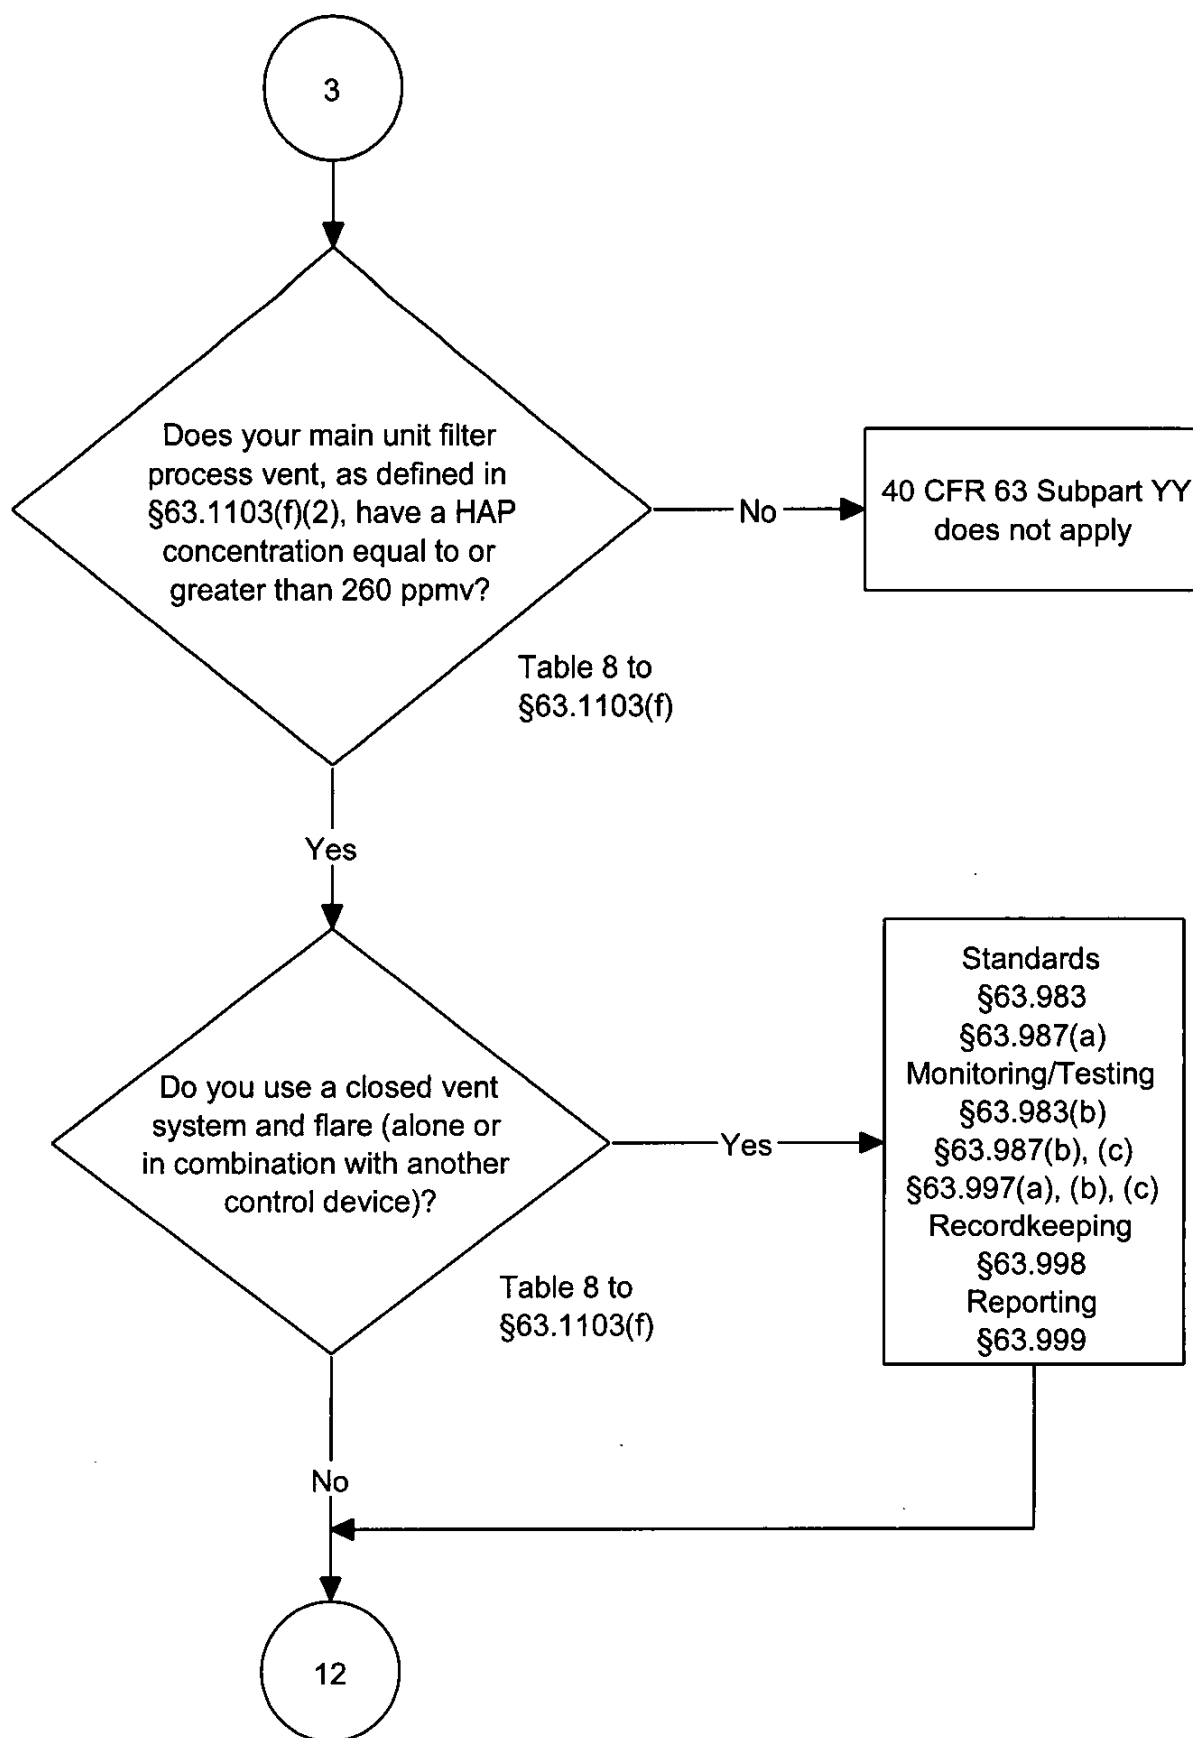 3
Does your main unit filter
process vent, as defined in
§63.1103(f)(2), have a HAP
concentration equal to or
greater than 260 ppmv?
No
40 CFR 63 Subpart YY
does not apply
Table 8 to
§63.1103(f)
Yes
Do you use a closed vent
system and flare (alone or
in combination with another
control device)?
Yes
Standards
§63.983
§63.987(a)
Monitoring/Testing
§63.983(b)
§63.987(b), (c)
§63.997(a), (b), (c)
Recordkeeping
§63.998
Reporting
§63.999
Table 8 to
§63.1103(f)
No
12